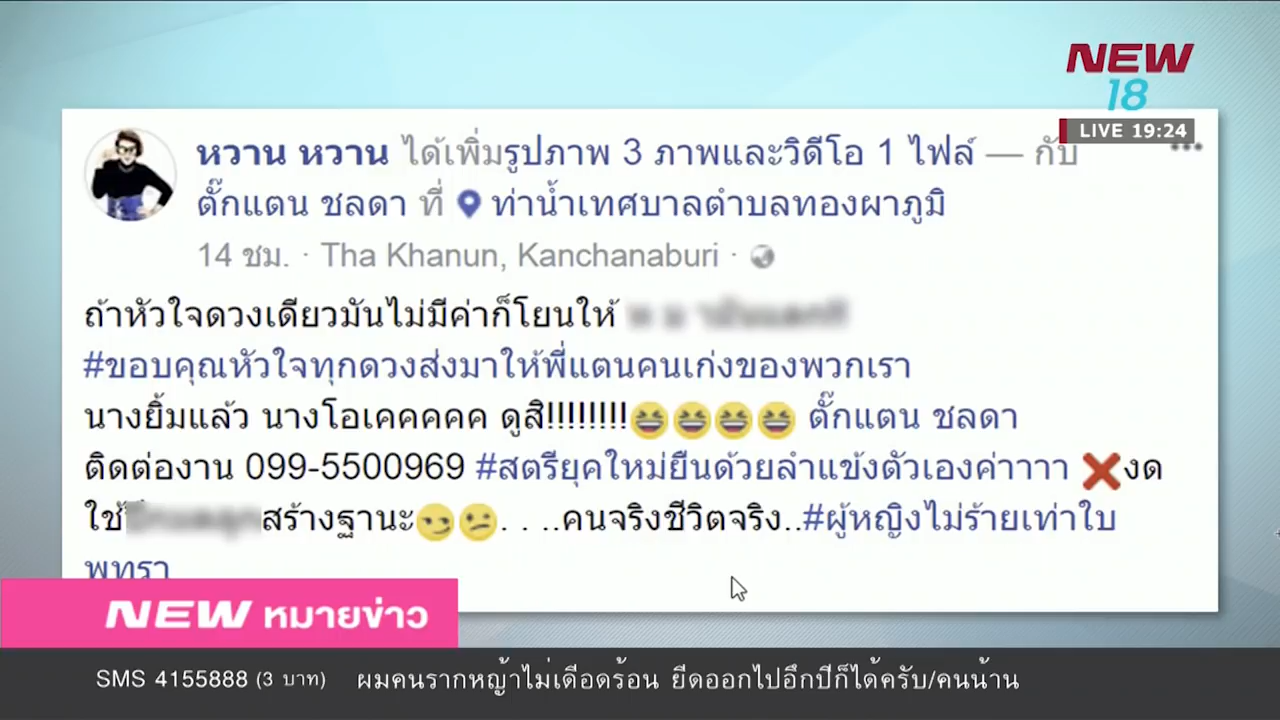 NEW
18
LIVE 19:24
หวาน หวาน ได้เพิ่มรูปภาพ 3 ภาพและวิดีโอ 1 ไฟล์ — กับ
ตั๊กแตน ชลดา ที่ ท่าน้ำเทศบาลตำบลทองผาภูมิ
14 ชม. · Tha Khanun, Kanchanaburi ·
ถ้าหัวใจดวงเดียวมันไม่มีค่าก็โยนให้
#ขอบคุณหัวใจทุกดวงส่งมาให้พี่แตนคนเก่งของพวกเรา
นางยิ้มแล้ว นางโอเคคคคคค ดูสิ!!!!!!!!!😆😆😆😆 ตั๊กแตน ชลดา
ติดต่องาน 099-5500969 #สตรียุคใหม่ยืนด้วยลำแข้งตัวเองค่าาาา ❌งด
ใช้ สร้างฐานะ😏😕. . ..คนจริงชีวิตจริง..#ผู้หญิงไม่ร้ายเท่าใบ
พุทรา
NEW หมายข่าว
SMS 4155888 (3 บาท) ผมคนรากหญ้าไม่เดือดร้อน ยืดออกไปอีกปีก็ได้ครับ/คนน้าน